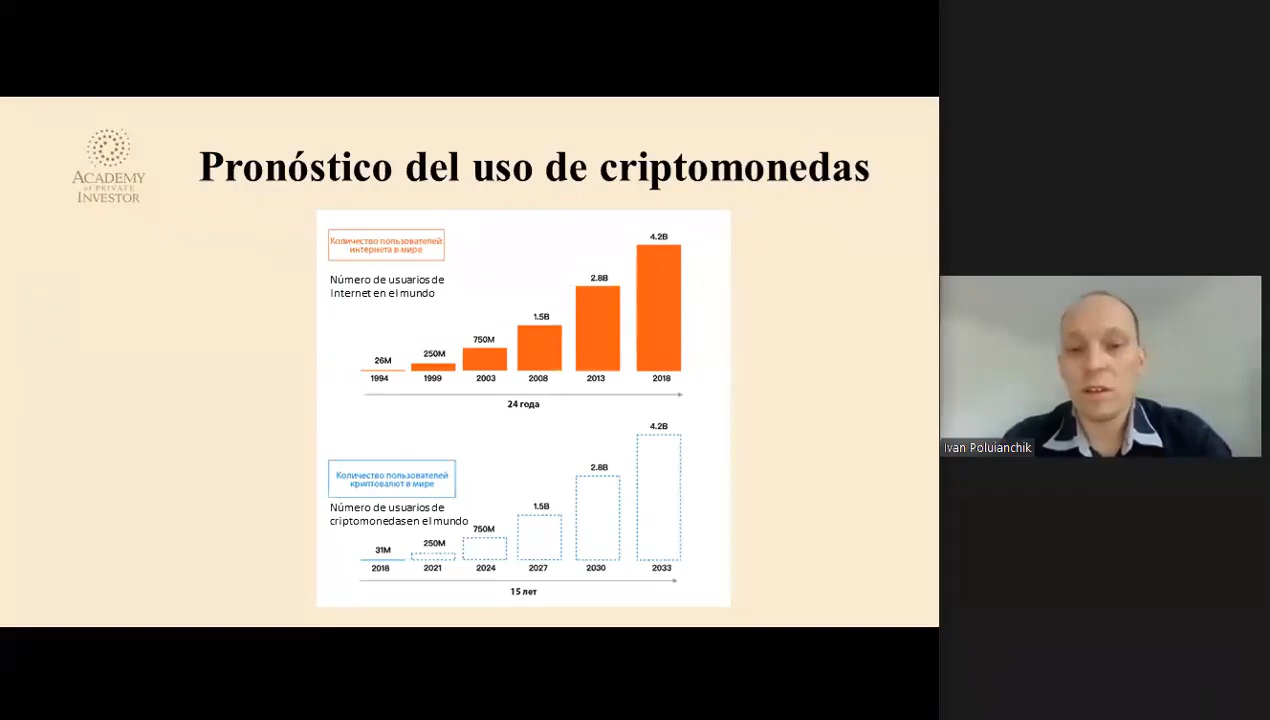 ACADEMY
OF PRIVATE
INVESTOR
Pronóstico del uso de criptomonedas
Количество пользователей
интернета в мире
Número de usuarios de
Internet en el mundo
26M
250M
750M
1.5B
2.8B
4.2B
1994
1999
2003
2008
2013
2018
24 года
Количество пользователей
криптовалют в мире
Número de usuarios de
criptomonedas en el mundo
31M
250M
750M
1.5B
2.8B
4.2B
2018
2021
2024
2027
2030
2033
15 лет
Ivan Poluianchik